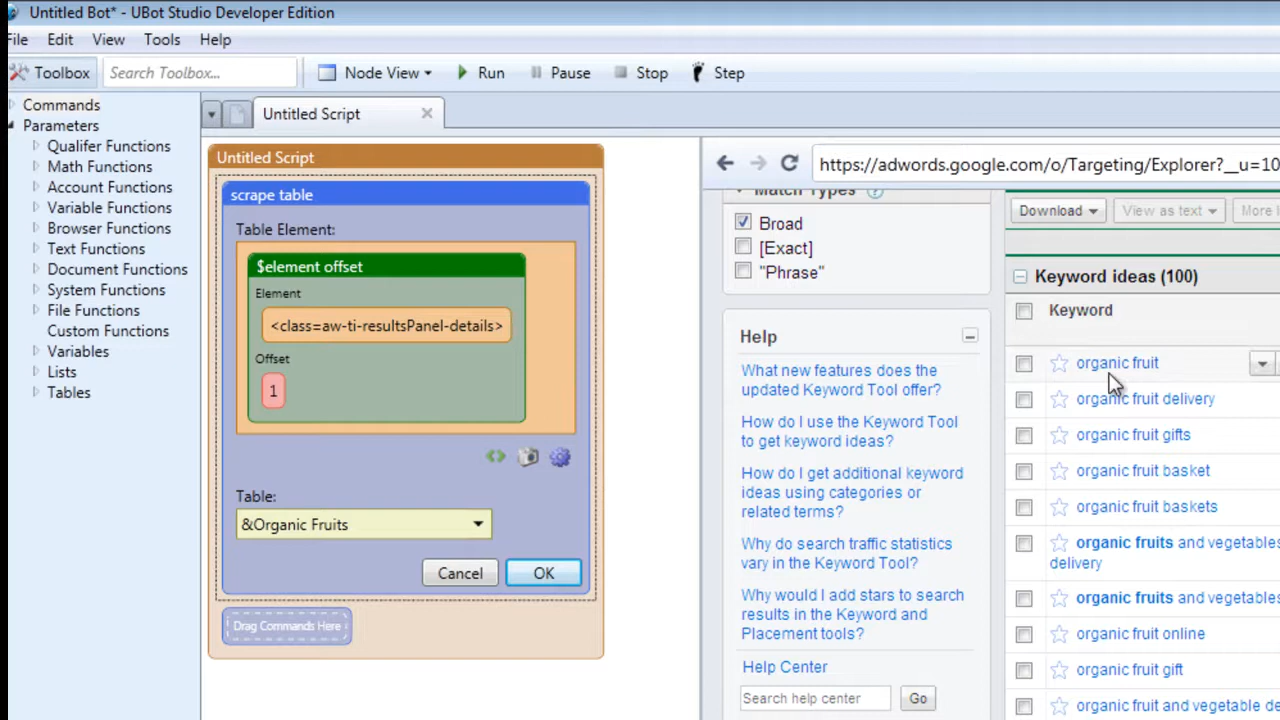 Untitled Bot* - UBot Studio Developer Edition
File Edit View Tools Help
Toolbox Search Toolbox... Node View Run Pause Stop Step
Commands
Parameters
Qualifer Functions
Math Functions
Account Functions
Variable Functions
Browser Functions
Text Functions
Document Functions
System Functions
File Functions
Custom Functions
Variables
Lists
Tables
Untitled Script
Untitled Script
scrape table
Table Element:
$element offset
Element
<class=aw-ti-resultsPanel-details>
Offset
1
Table:
&Organic Fruits
Cancel OK
Drag Commands Here
https://adwords.google.com/o/Targeting/Explorer?__u=10
Match Types ?
Broad
[Exact]
"Phrase"
Help
What new features does the
updated Keyword Tool offer?
How do I use the Keyword Tool
to get keyword ideas?
How do I get additional keyword
ideas using categories or
related terms?
Why do search traffic statistics
vary in the Keyword Tool?
Why would I add stars to search
results in the Keyword and
Placement tools?
Help Center
Search help center Go
Download View as text More
Keyword ideas (100)
Keyword
organic fruit
organic fruit delivery
organic fruit gifts
organic fruit basket
organic fruit baskets
organic fruits and vegetables
delivery
organic fruits and vegetables
organic fruit online
organic fruit gift
organic fruit and vegetable de